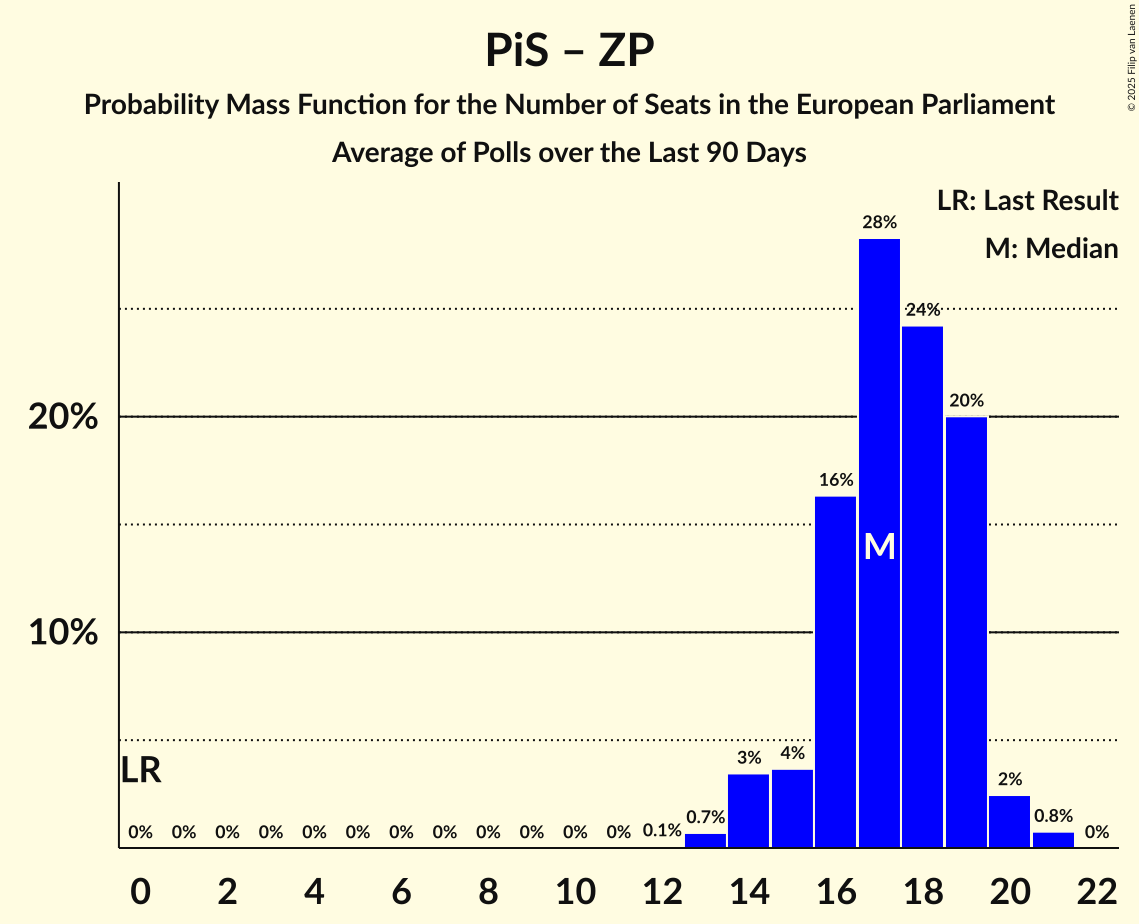 PiS – ZP
Probability Mass Function for the Number of Seats in the European Parliament
Average of Polls over the Last 90 Days
© 2025 Filip van Laenen
LR: Last Result
M: Median
28%
24%
20%
20%
16%
M
10%
LR
3%
4%
2%
0%
0%
0%
0%
0%
0%
0%
0%
0%
0%
0%
0%
0.1%
0.7%
0.8%
0%
0 2 4 6 8 10 12 14 16 18 20 22